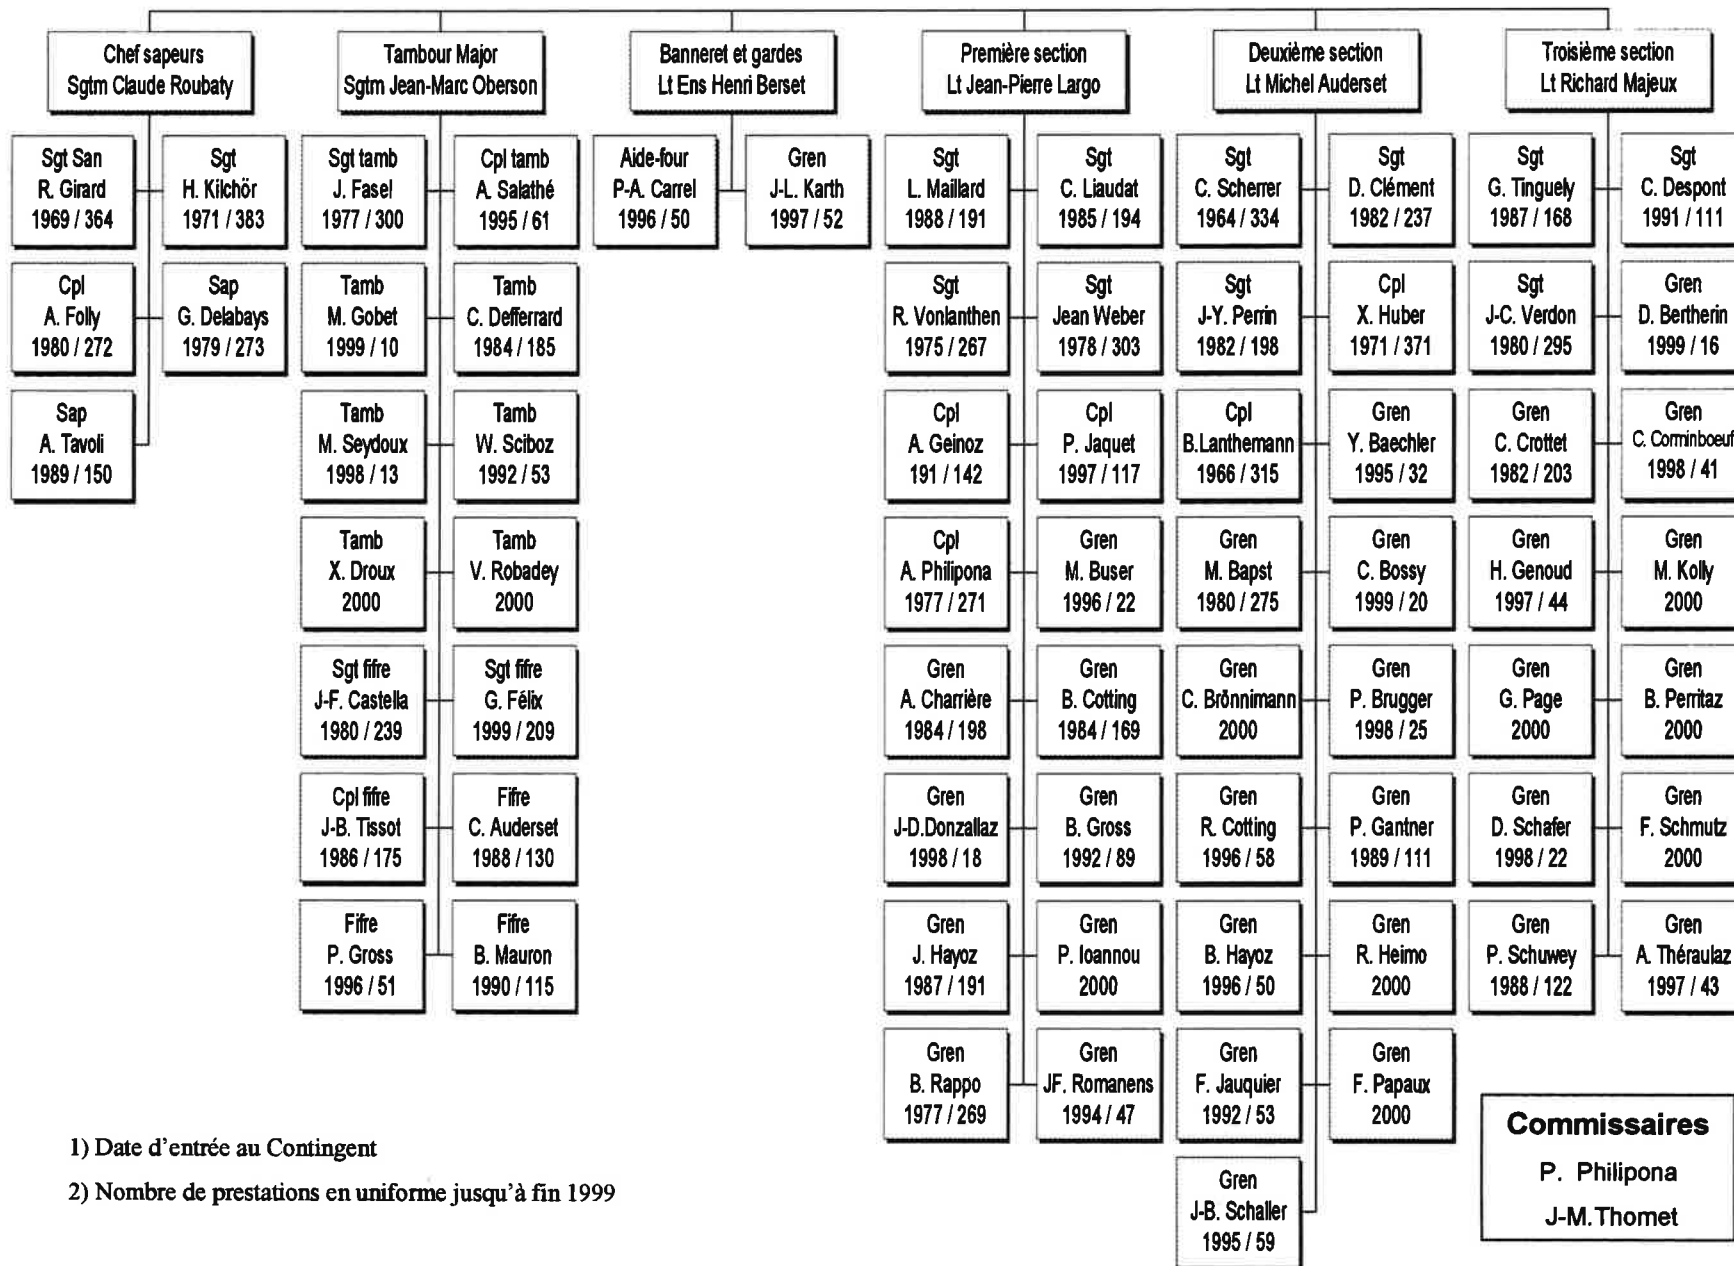 Chef sapeurs
Sgtm Claude Roubaty
Sgt San
R. Girard
1969 / 364
Sgt
H. Kilchör
1971 / 383
Cpl
A. Folly
1980 / 272
Sap
G. Delabays
1979 / 273
Sap
A. Tavoli
1989 / 150
Tambour Major
Sgtm Jean-Marc Oberson
Sgt tamb
J. Fasel
1977 / 300
Cpl tamb
A. Salathé
1995 / 61
Tamb
M. Gobet
1999 / 10
Tamb
C. Defferrard
1984 / 185
Tamb
M. Seydoux
1998 / 13
Tamb
W. Sciboz
1992 / 53
Tamb
X. Droux
2000
Tamb
V. Robadey
2000
Sgt fifre
J-F. Castella
1980 / 239
Sgt fifre
G. Félix
1999 / 209
Cpl fifre
J-B. Tissot
1986 / 175
Fifre
C. Auderset
1988 / 130
Fifre
P. Gross
1996 / 51
Fifre
B. Mauron
1990 / 115
Banneret et gardes
Lt Ens Henri Berset
Aide-four
P-A. Carrel
1996 / 50
Gren
J-L. Karth
1997 / 52
Première section
Lt Jean-Pierre Largo
Sgt
L. Maillard
1988 / 191
Sgt
C. Liaudat
1985 / 194
Sgt
R. Vonlanthen
1975 / 267
Sgt
Jean Weber
1978 / 303
Cpl
A. Geinoz
191 / 142
Cpl
P. Jaquet
1997 / 117
Cpl
A. Philipona
1977 / 271
Gren
M. Buser
1996 / 22
Gren
A. Charrière
1984 / 198
Gren
B. Cotting
1984 / 169
Gren
J-D.Donzallaz
1998 / 18
Gren
B. Gross
1992 / 89
Gren
J. Hayoz
1987 / 191
Gren
P. Ioannou
2000
Gren
B. Rappo
1977 / 269
Gren
JF. Romanens
1994 / 47
Deuxième section
Lt Michel Auderset
Sgt
C. Scherrer
1964 / 334
Sgt
D. Clément
1982 / 237
Sgt
J-Y. Perrin
1982 / 198
Cpl
X. Huber
1971 / 371
Cpl
B.Lanthemann
1966 / 315
Gren
Y. Baechler
1995 / 32
Gren
M. Bapst
1980 / 275
Gren
C. Bossy
1999 / 20
Gren
C. Brönnimann
2000
Gren
P. Brugger
1998 / 25
Gren
R. Cotting
1996 / 58
Gren
P. Gantner
1989 / 111
Gren
B. Hayoz
1996 / 50
Gren
R. Heimo
2000
Gren
F. Jauquier
1992 / 53
Gren
F. Papaux
2000
Gren
J-B. Schaller
1995 / 59
Troisième section
Lt Richard Majeux
Sgt
G. Tinguely
1987 / 168
Sgt
C. Despont
1991 / 111
Sgt
J-C. Verdon
1980 / 295
Gren
D. Bertherin
1999 / 16
Gren
C. Crottet
1982 / 203
Gren
C. Corminboeuf
1998 / 41
Gren
H. Genoud
1997 / 44
Gren
M. Kolly
2000
Gren
G. Page
2000
Gren
B. Perritaz
2000
Gren
D. Schafer
1998 / 22
Gren
F. Schmutz
2000
Gren
P. Schuwey
1988 / 122
Gren
A. Théraulaz
1997 / 43
1) Date d'entrée au Contingent
2) Nombre de prestations en uniforme jusqu'à fin 1999
Commissaires
P. Philipona
J-M.Thomet